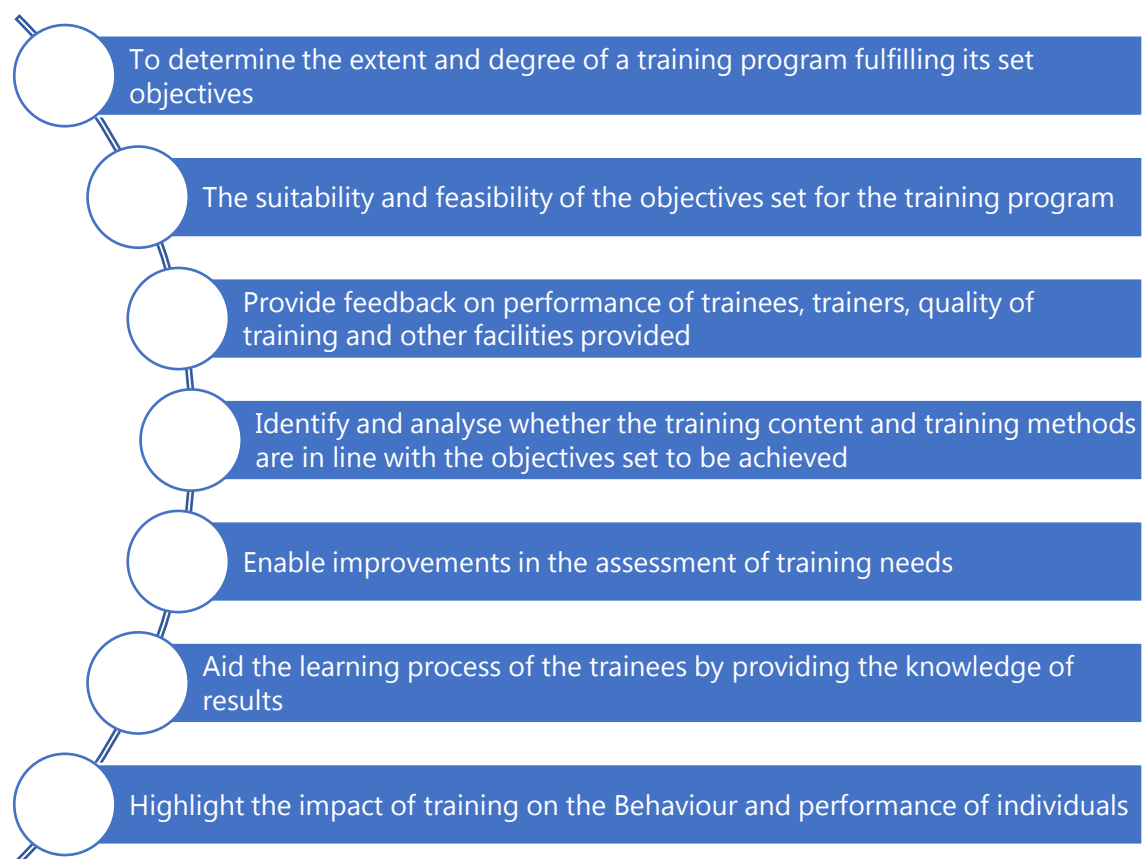 To determine the extent and degree of a training program fulfilling its set
objectives
The suitability and feasibility of the objectives set for the training program
Provide feedback on performance of trainees, trainers, quality of
training and other facilities provided
Identify and analyse whether the training content and training methods
are in line with the objectives set to be achieved
Enable improvements in the assessment of training needs
Aid the learning process of the trainees by providing the knowledge of
results
Highlight the impact of training on the Behaviour and performance of individuals